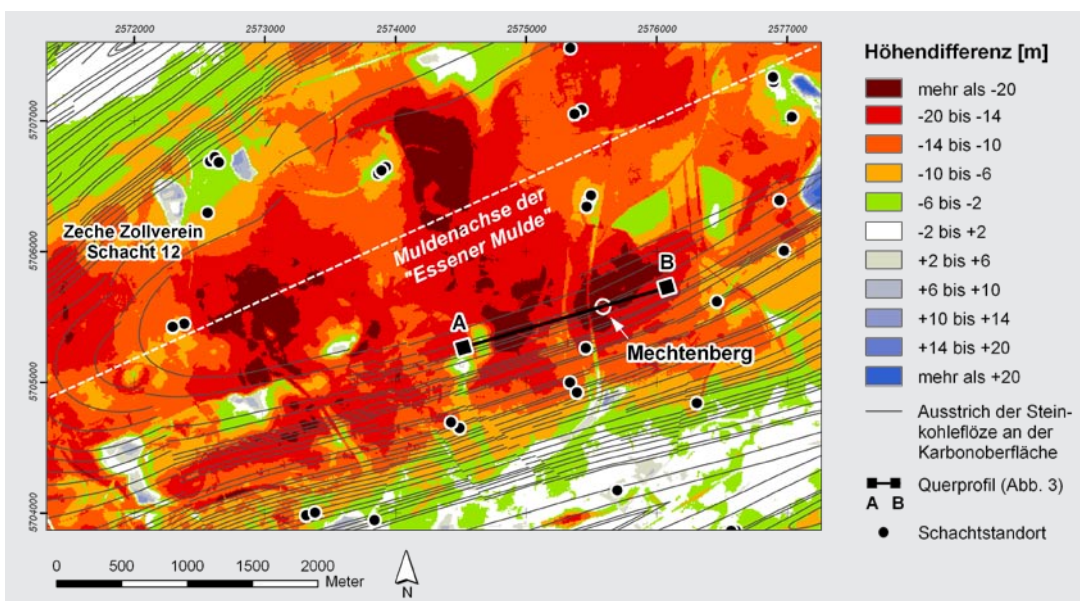 2572000 2573000 2574000 2575000 2576000 2577000
5707000
5706000
5705000
5704000
Zeche Zollverein
Schacht 12
Muldenachse der
"Essener Mulde"
A
B
Mechtenberg
0 500 1000 1500 2000
Meter
N
Höhendifferenz [m]
mehr als -20
-20 bis -14
-14 bis -10
-10 bis -6
-6 bis -2
-2 bis +2
+2 bis +6
+6 bis +10
+10 bis +14
+14 bis +20
mehr als +20
Ausstrich der Stein-
kohleflöze an der
Karbonoberfläche
Querprofil (Abb. 3)
A B
Schachtstandort